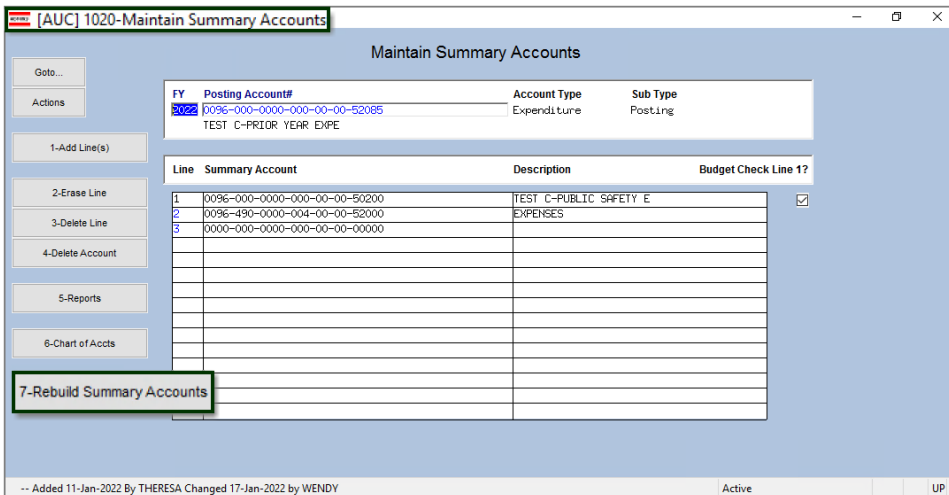 [AUC] 1020-Maintain Summary Accounts
Maintain Summary Accounts
Goto...
Actions
1-Add Line(s)
2-Erase Line
3-Delete Line
4-Delete Account
5-Reports
6-Chart of Accts
7-Rebuild Summary Accounts
FY Posting Account# Account Type Sub Type
2022 0096-000-0000-000-00-00-52085 Expenditure Posting
TEST C-PRIOR YEAR EXPE
Line Summary Account Description Budget Check Line 1?
1 0096-000-0000-000-00-00-50200 TEST C-PUBLIC SAFETY E
2 0096-490-0000-004-00-00-52000 EXPENSES
3 0000-000-0000-000-00-00-00000
-- Added 11-Jan-2022 By THERESA Changed 17-Jan-2022 by WENDY Active UP